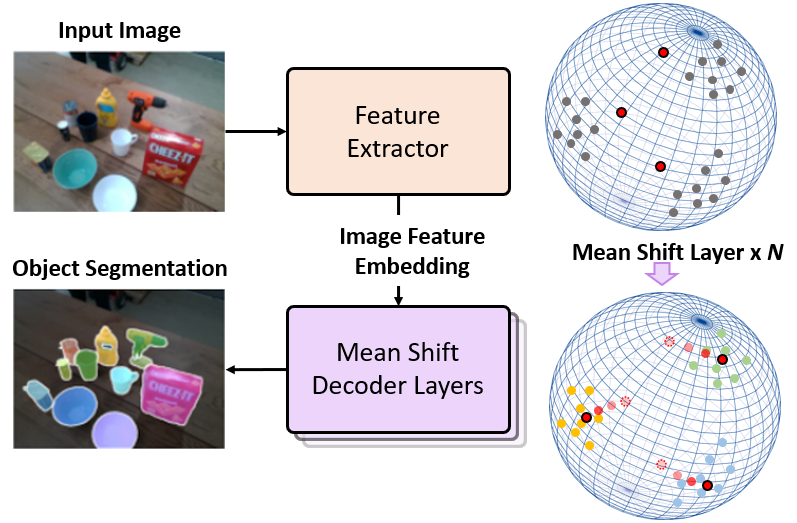 Input Image
CHEEZ-IT
Feature
Extractor
Image Feature
Embedding
Object Segmentation
CHEEZ-IT
Mean Shift
Decoder Layers
Mean Shift Layer x N